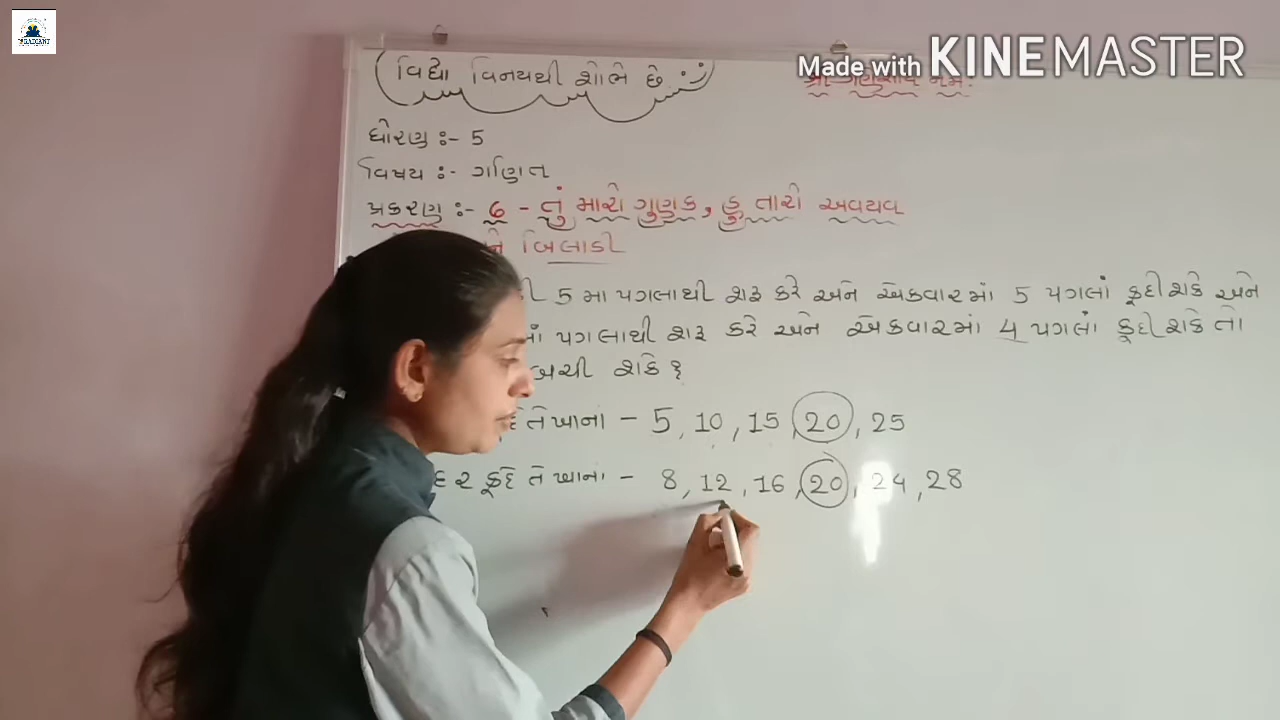 Made with KINEMASTER
વિદ્યા વિનયથી શોભે છે.
ધોરણ :- 5
વિષય :- ગણિત
પ્રકરણ :- 6 - તું મારો ગુણક, હું તારો અવયવ
બિલાડી
5 મા પગલાથી શરૂ કરે અને એકવારમાં 5 પગલાં કૂદી શકે અને
માં પગલાથી શરૂ કરે અને એકવારમાં 4 પગલાં કૂદી શકે તો
બચી શકે ?
કૂદે તે ખાના - 5, 10, 15, 20, 25
ઉંદર કૂદે તે ખાના - 8, 12, 16, 20, 24, 28